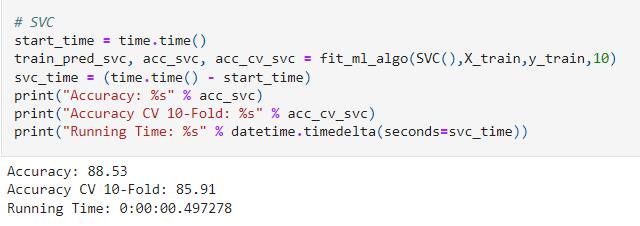 # SVC
start_time = time.time()
train_pred_svc, acc_svc, acc_cv_svc = fit_ml_algo(SVC(),X_train,y_train,10)
svc_time = (time.time() - start_time)
print("Accuracy: %s" % acc_svc)
print("Accuracy CV 10-Fold: %s" % acc_cv_svc)
print("Running Time: %s" % datetime.timedelta(seconds=svc_time))
Accuracy: 88.53
Accuracy CV 10-Fold: 85.91
Running Time: 0:00:00.497278